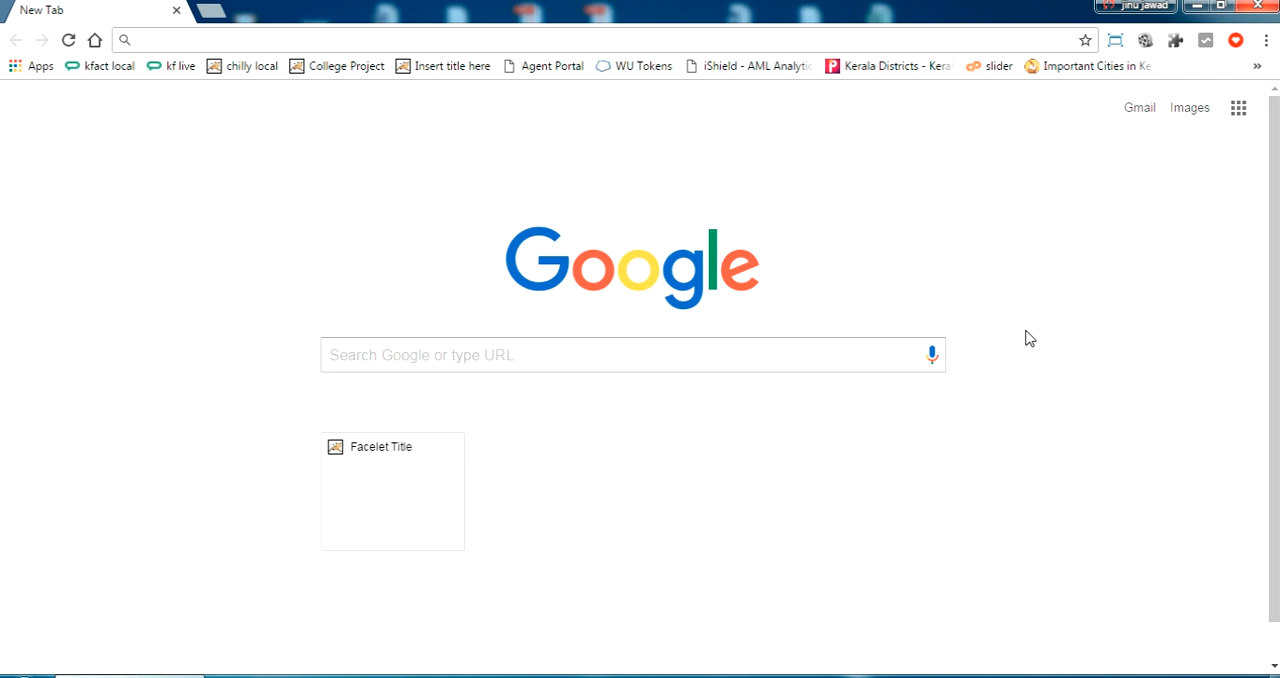 New Tab
jinu jawad
Apps kfact local kf live chilly local College Project Insert title here Agent Portal WU Tokens iShield - AML Analytic Kerala Districts - Kera slider Important Cities in Ke
Gmail Images
Google
Search Google or type URL
Facelet Title